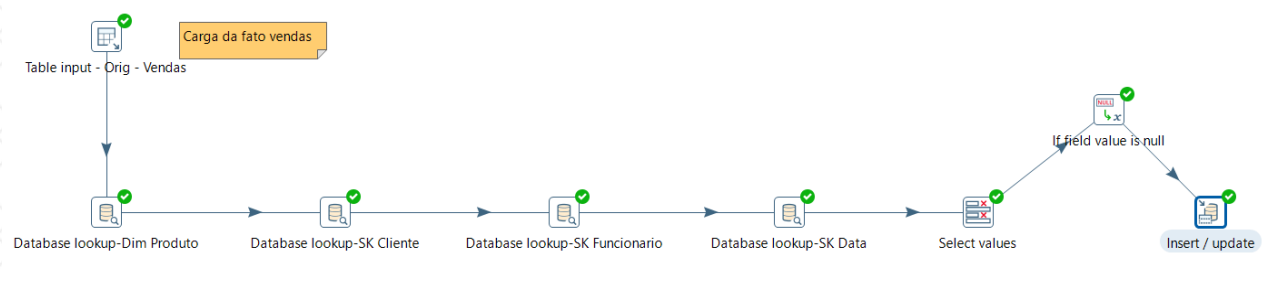 Carga da fato vendas
Table input - Orig - Vendas
NULL
x
If field value is null
Database lookup-Dim Produto
Database lookup-SK Cliente
Database lookup-SK Funcionario
Database lookup-SK Data
Select values
Insert / update